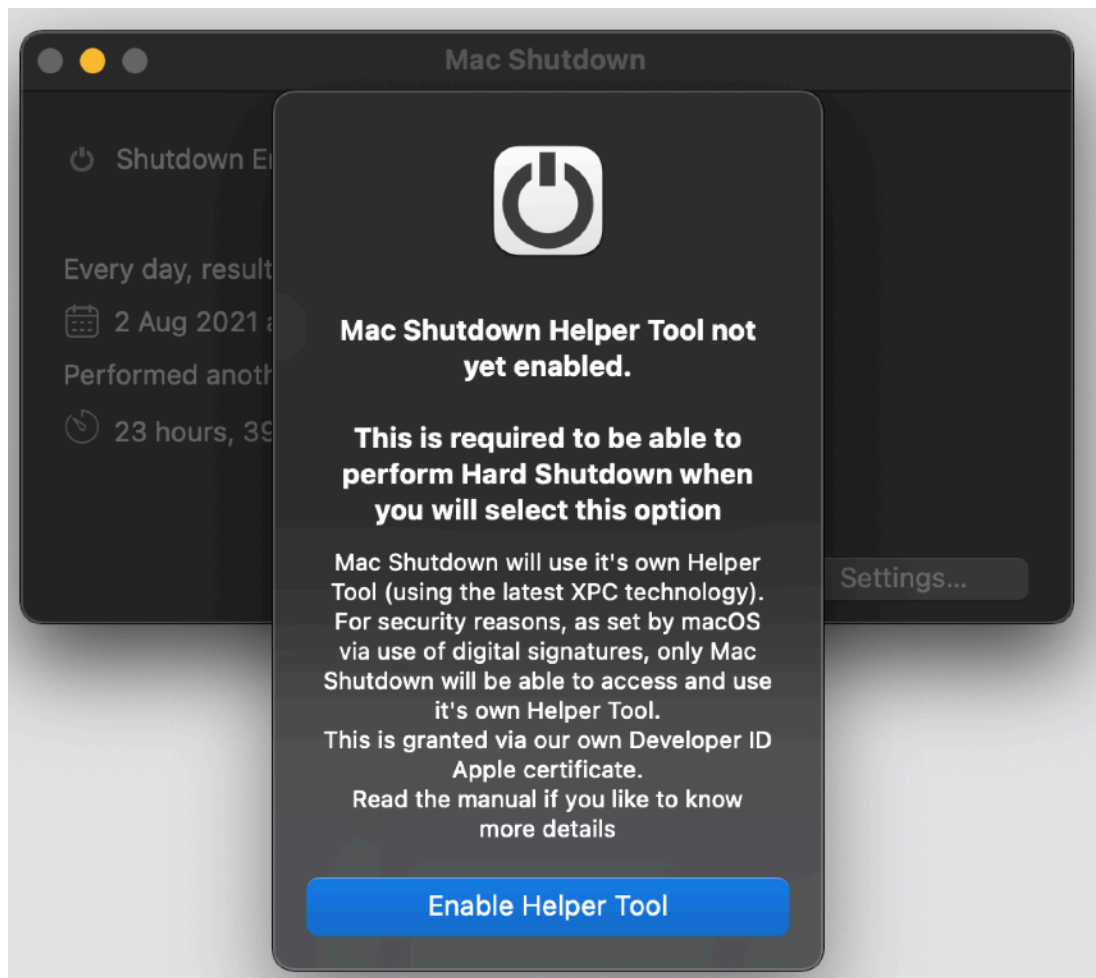 Mac Shutdown
Shutdown
Every day,
2 Aug 2021
Performed
23 hours,
Mac Shutdown Helper Tool not
yet enabled.
This is required to be able to
perform Hard Shutdown when
you will select this option
Mac Shutdown will use it's own Helper
Tool (using the latest XPC technology).
For security reasons, as set by macOS
via use of digital signatures, only Mac
Shutdown will be able to access and use
it's own Helper Tool.
This is granted via our own Developer ID
Apple certificate.
Read the manual if you like to know
more details
Settings...
Enable Helper Tool